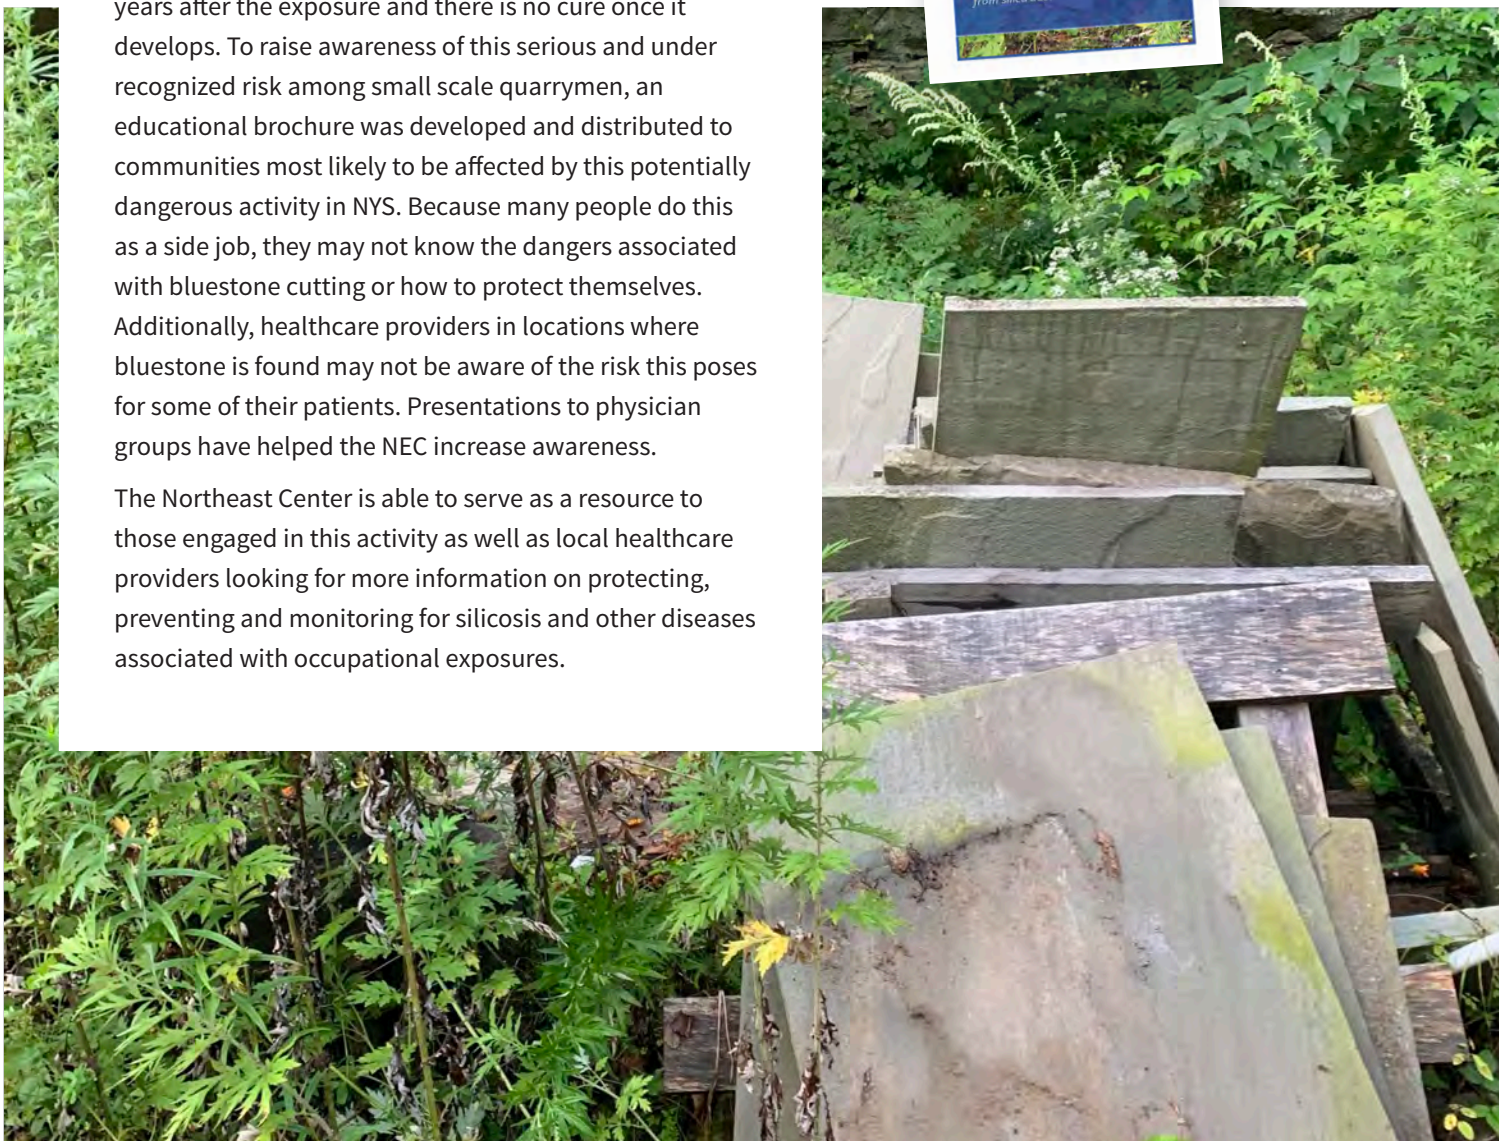 from silica dust
years after the exposure and there is no cure once it
develops. To raise awareness of this serious and under
recognized risk among small scale quarrymen, an
educational brochure was developed and distributed to
communities most likely to be affected by this potentially
dangerous activity in NYS. Because many people do this
as a side job, they may not know the dangers associated
with bluestone cutting or how to protect themselves.
Additionally, healthcare providers in locations where
bluestone is found may not be aware of the risk this poses
for some of their patients. Presentations to physician
groups have helped the NEC increase awareness.
The Northeast Center is able to serve as a resource to
those engaged in this activity as well as local healthcare
providers looking for more information on protecting,
preventing and monitoring for silicosis and other diseases
associated with occupational exposures.